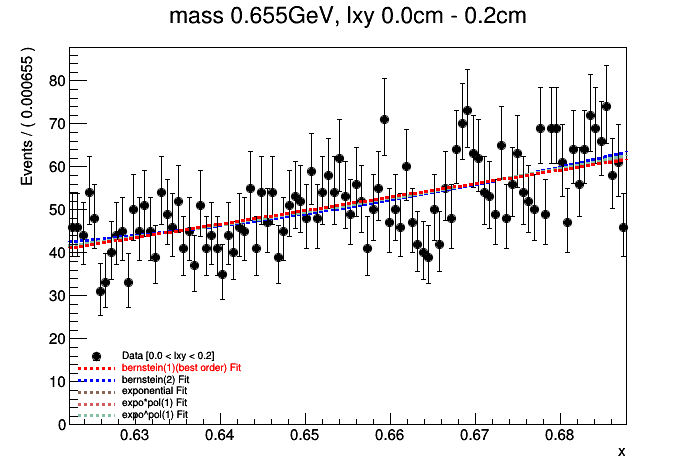 mass 0.655GeV, lxy 0.0cm - 0.2cm
Events / ( 0.000655 )
80
70
60
50
40
30
20
10
0
Data [0.0 < lxy < 0.2]
bernstein(1)(best order) Fit
bernstein(2) Fit
exponential Fit
expo*pol(1) Fit
expo^pol(1) Fit
0.63 0.64 0.65 0.66 0.67 0.68
x